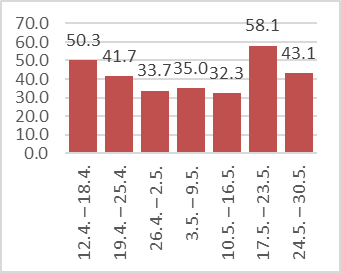 70.0
60.0
50.0
40.0
30.0
20.0
10.0
0.0
50.3
41.7
33.7
35.0
32.3
58.1
43.1
12.4. – 18.4.
19.4. – 25.4.
26.4. – 2.5.
3.5. – 9.5.
10.5. – 16.5.
17.5. – 23.5.
24.5. – 30.5.